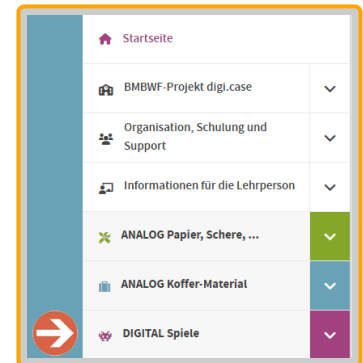 Startseite
BMBWF-Projekt digi.case
Organisation, Schulung und
Support
Informationen für die Lehrperson
ANALOG Papier, Schere, ...
ANALOG Koffer-Material
DIGITAL Spiele